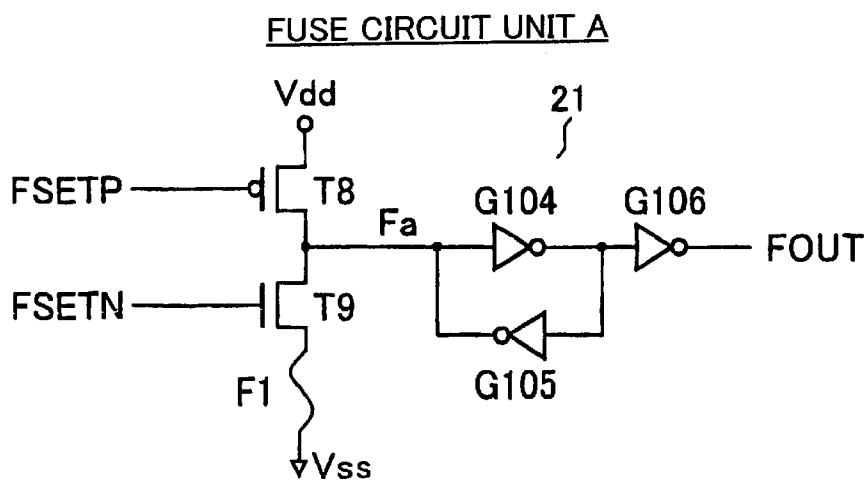 FUSE CIRCUIT UNIT A
Vdd
21
FSETP
T8
G104
G106
Fa
FOUT
FSETN
T9
G105
F1
Vss